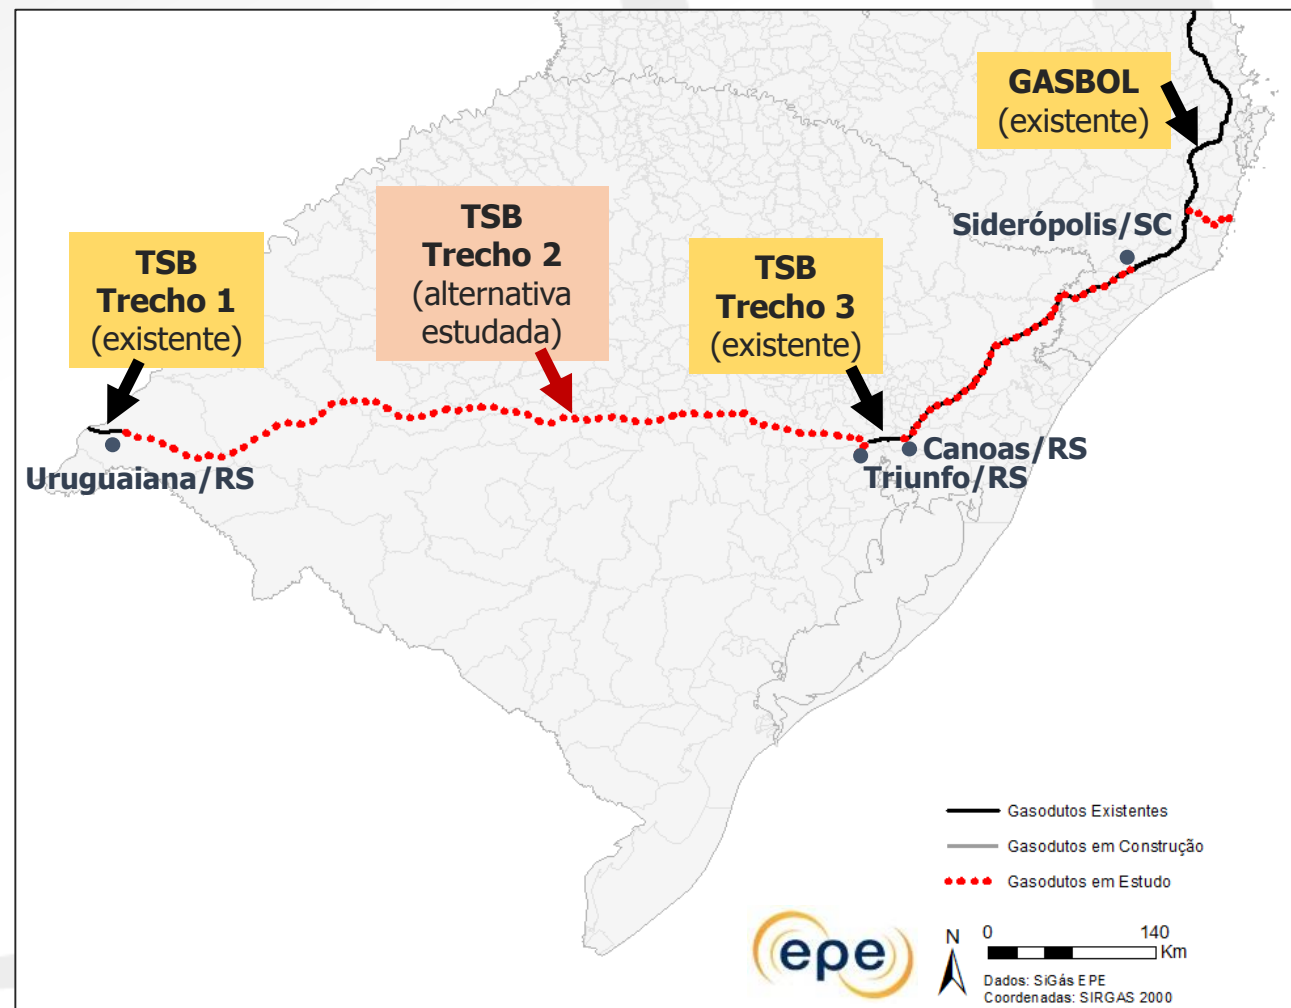 GASBOL
(existente)
TSB
Trecho 2
(alternativa
estudada)
Siderópolis/SC
TSB
Trecho 1
(existente)
TSB
Trecho 3
(existente)
Canoas/RS
Triunfo/RS
Uruguaiana/RS
Gasodutos Existentes
Gasodutos em Construção
Gasodutos em Estudo
epe
N
0 140
Km
Dados: SiGás EPE
Coordenadas: SIRGAS 2000